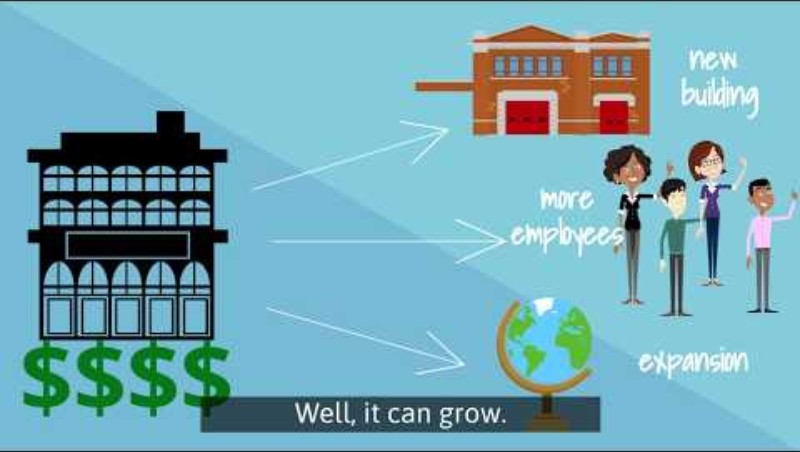 new
building
more
employees
expansion
$$$$
Well, it can grow.